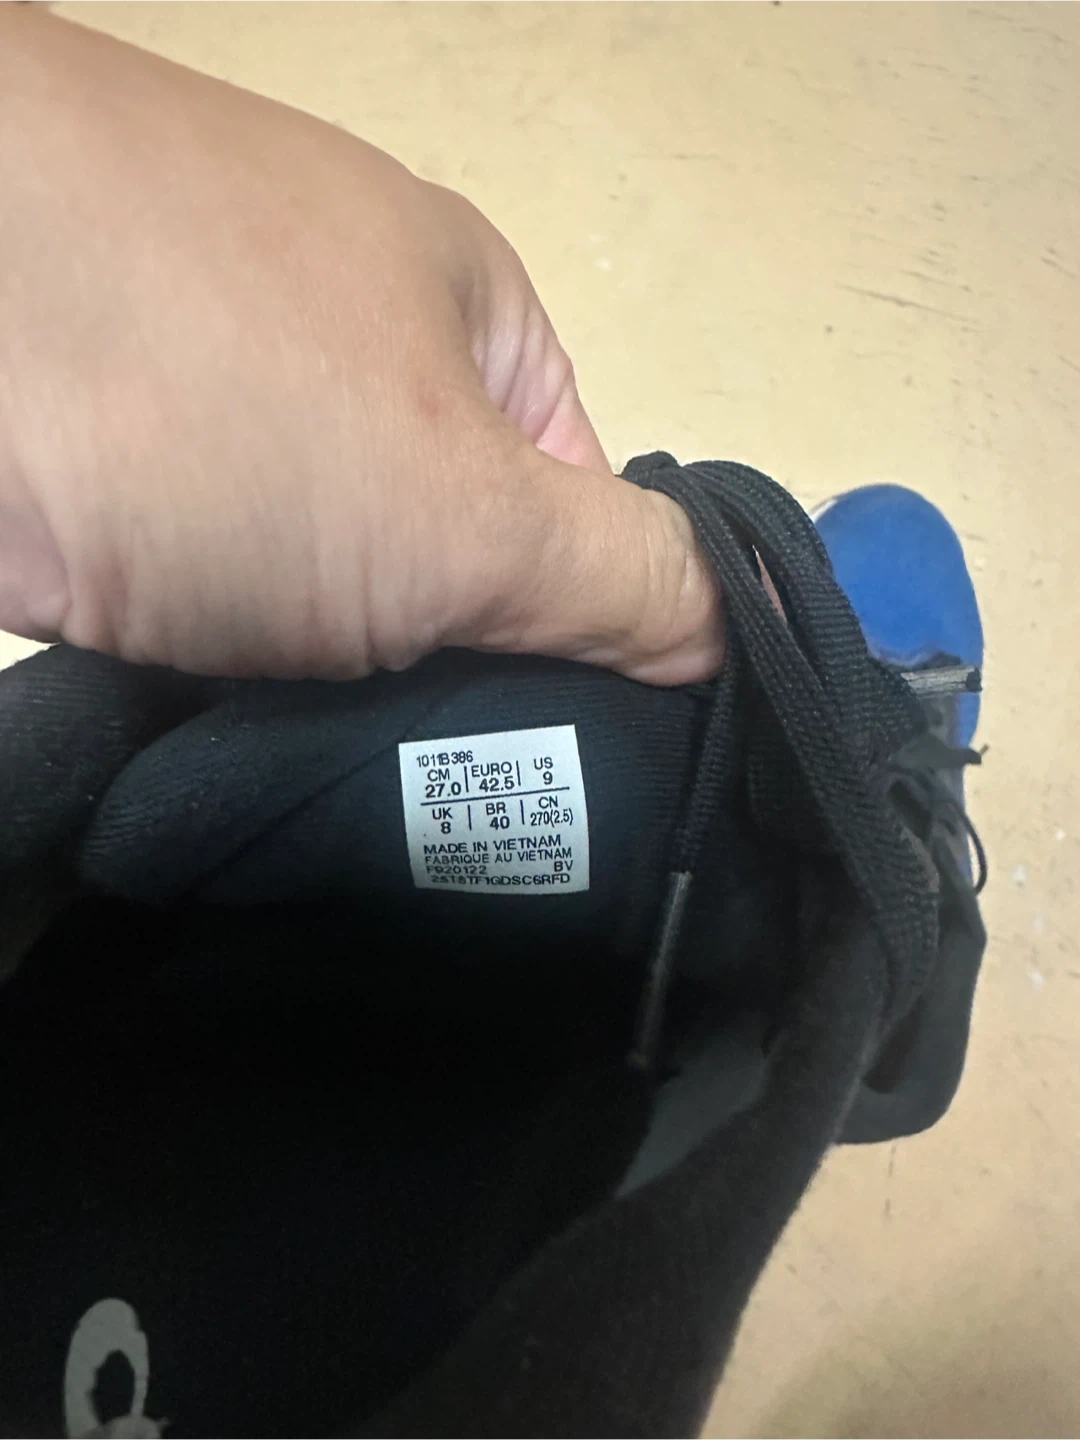 1011B386
CM EURO US
27.0 42.5 9
UK BR CN
8 40 270(2.5)
MADE IN VIETNAM
FABRIQUE AU VIETNAM
F920122 BV